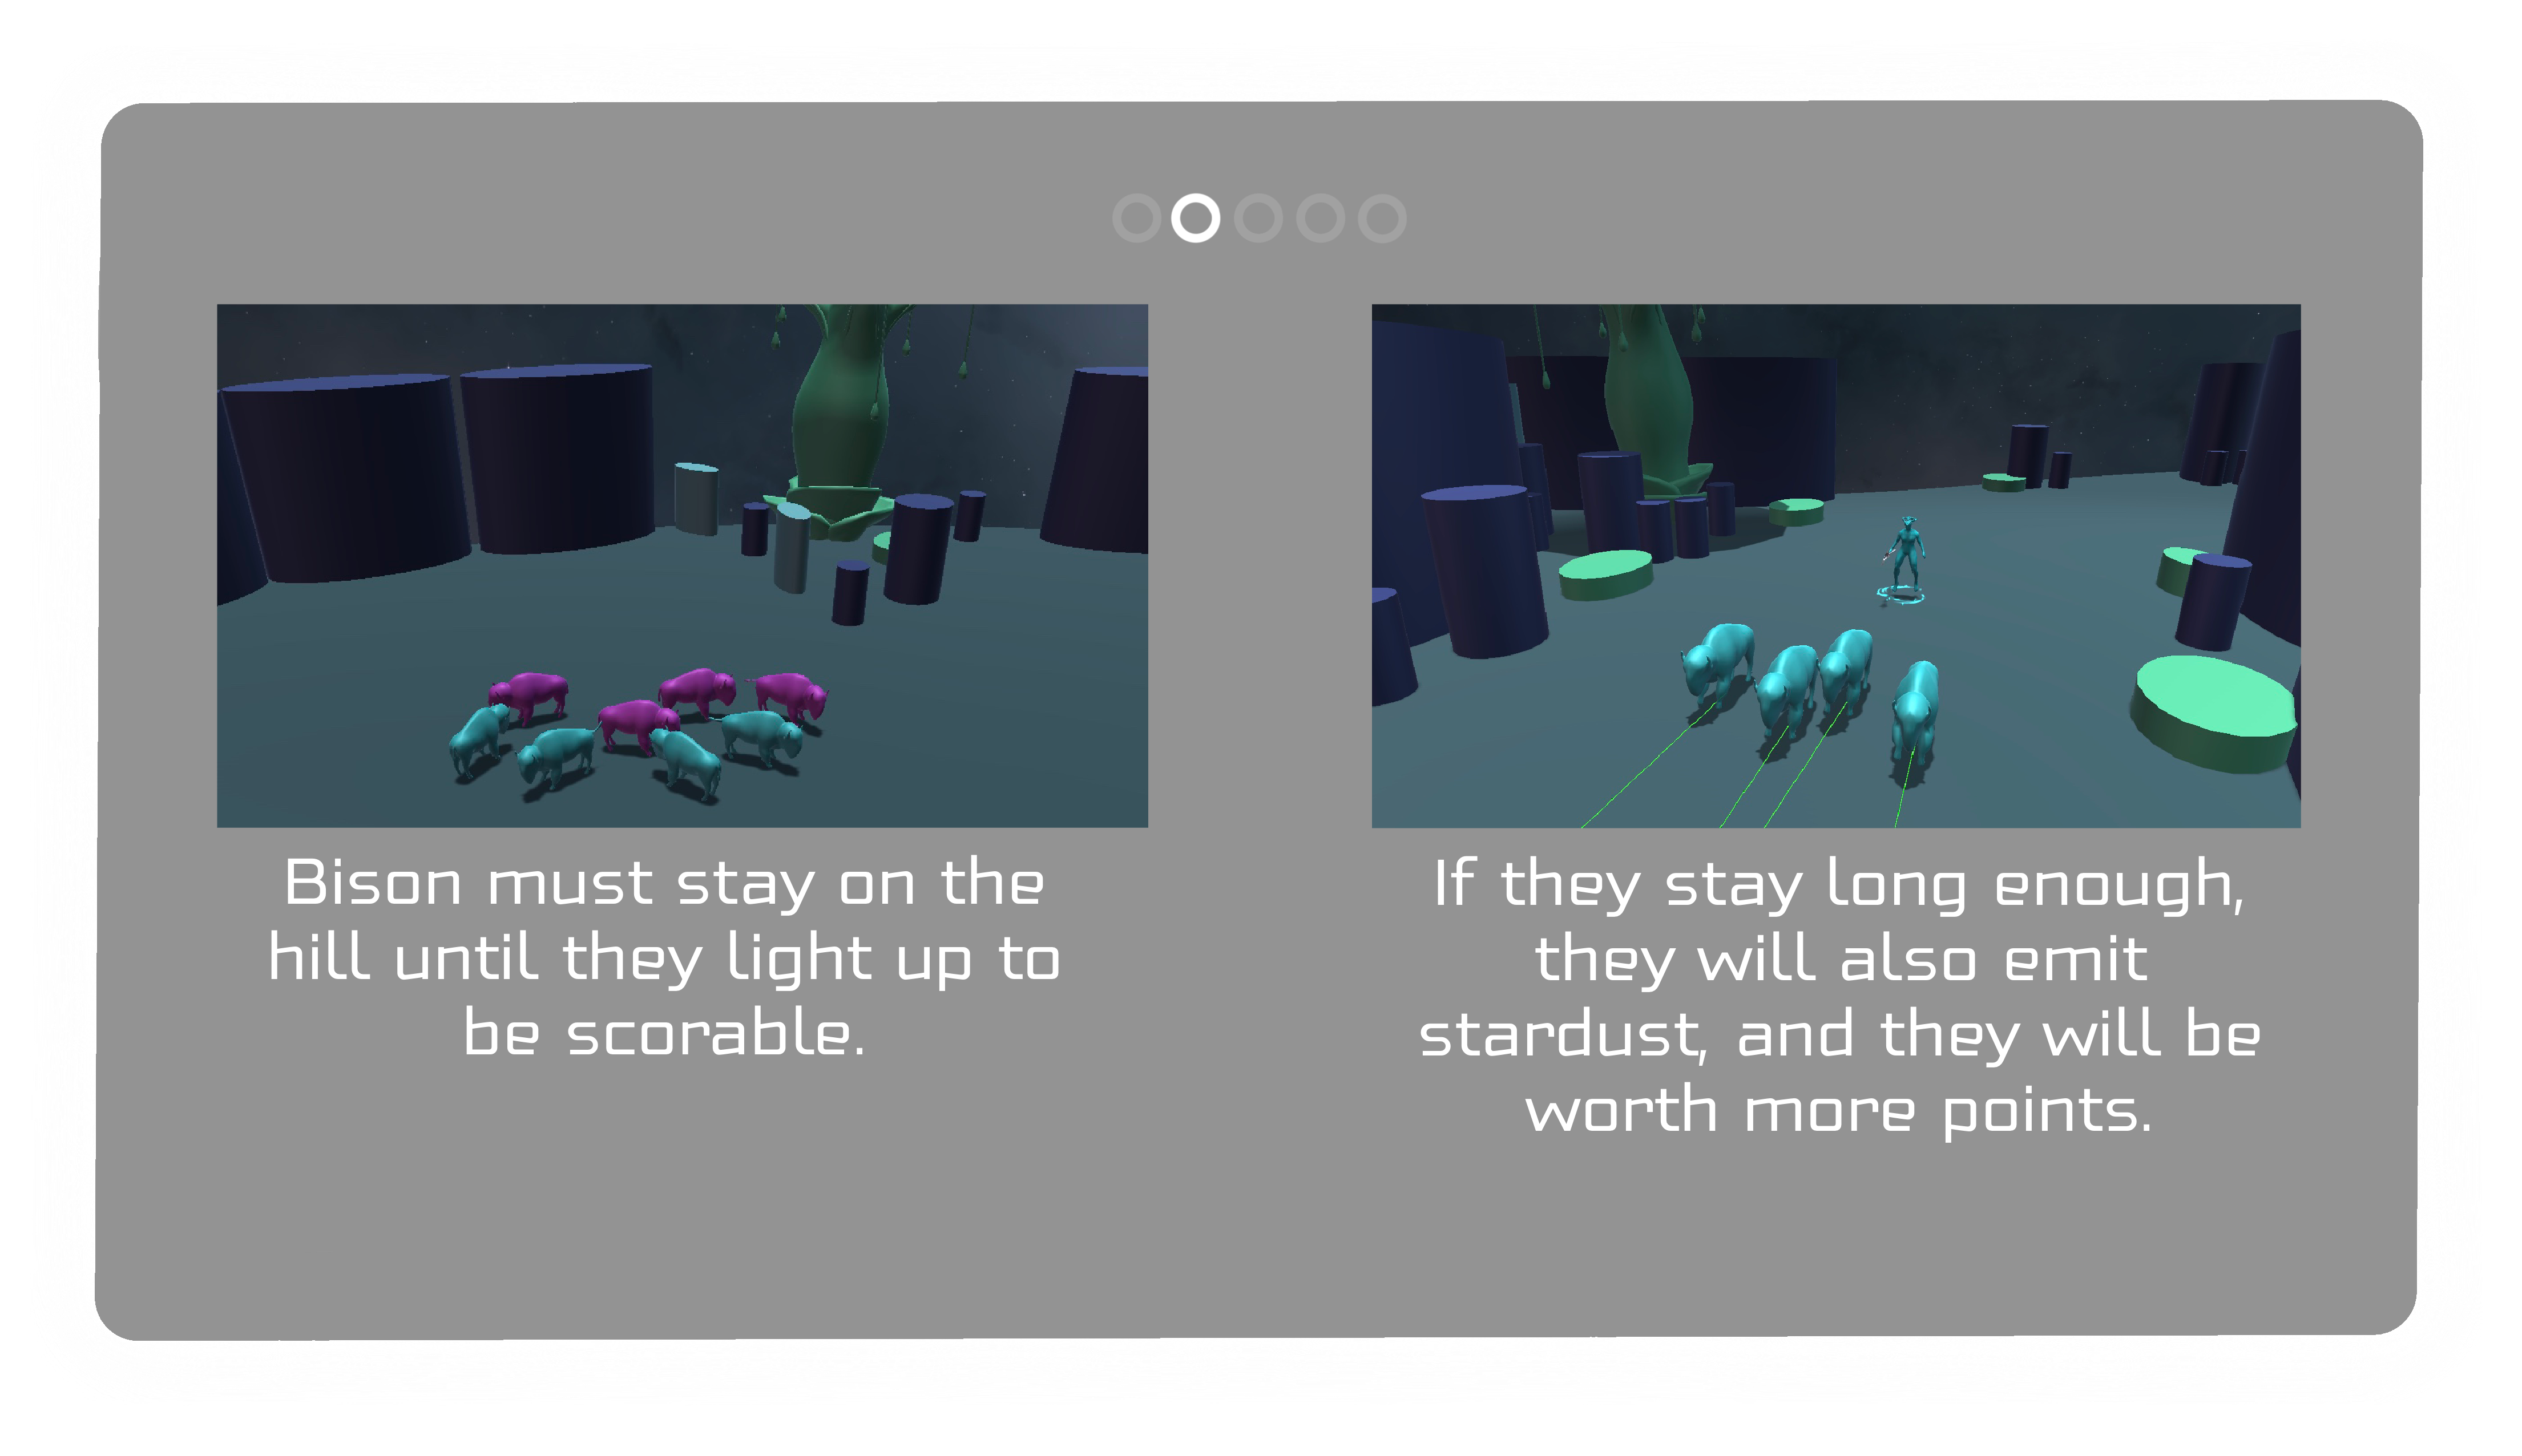 Bison must stay on the
hill until they light up to
be scorable.
If they stay long enough,
they will also emit
stardust, and they will be
worth more points.